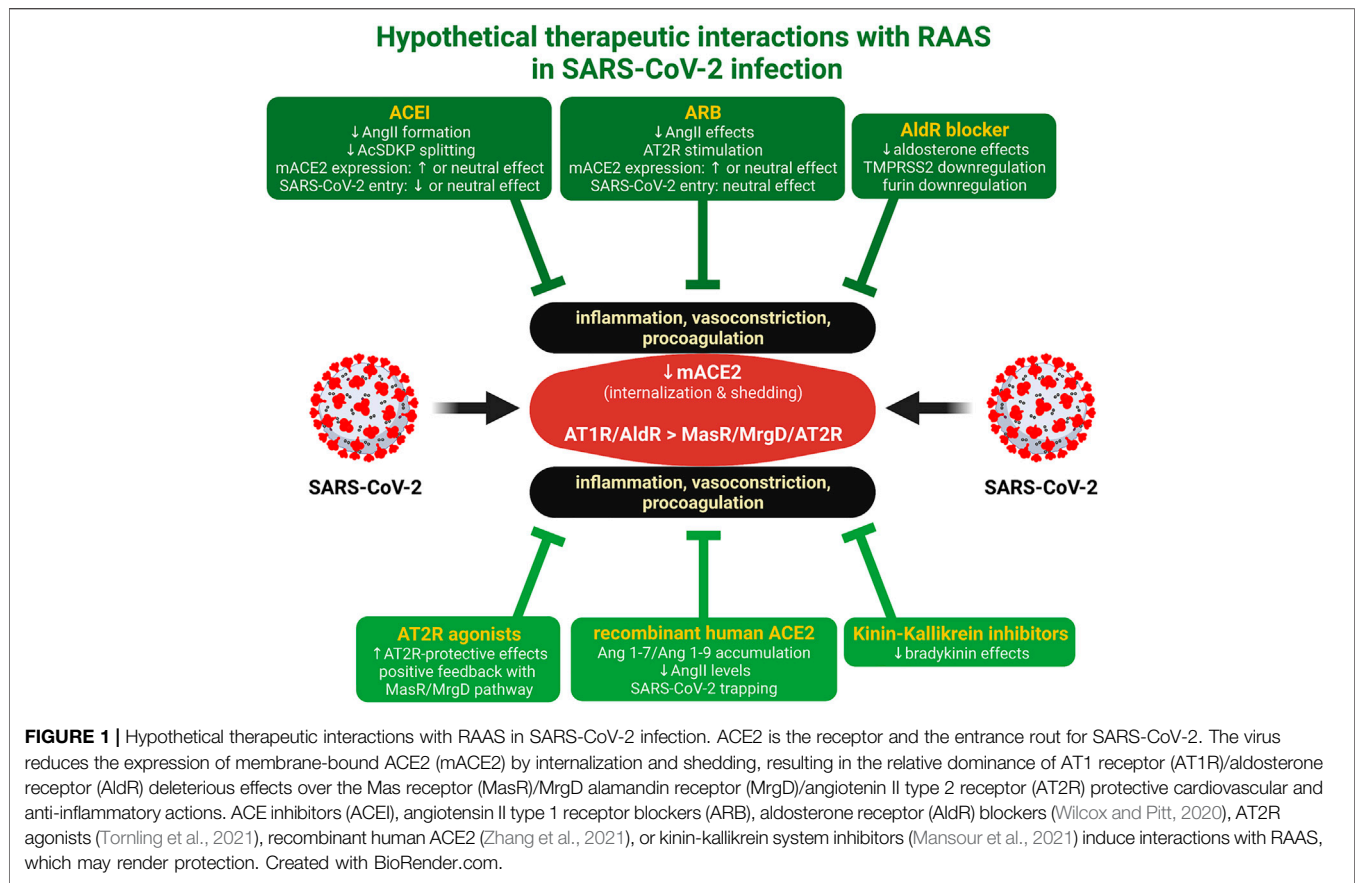 Hypothetical therapeutic interactions with RAAS
in SARS-CoV-2 infection
ACEI
↓AngII formation
↓AcSDKP splitting
mACE2 expression: ↑ or neutral effect
SARS-CoV-2 entry: ↓ or neutral effect
ARB
↓AngII effects
AT2R stimulation
mACE2 expression: ↑ or neutral effect
SARS-CoV-2 entry: neutral effect
AldR blocker
↓aldosterone effects
TMPRSS2 downregulation
furin downregulation
inflammation, vasoconstriction,
procoagulation
↓mACE2
(internalization & shedding)
AT1R/AldR > MasR/MrgD/AT2R
SARS-CoV-2
SARS-CoV-2
inflammation, vasoconstriction,
procoagulation
AT2R agonists
↑AT2R-protective effects
positive feedback with
MasR/MrgD pathway
recombinant human ACE2
Ang 1-7/Ang 1-9 accumulation
↓AngII levels
SARS-CoV-2 trapping
Kinin-Kallikrein inhibitors
↓bradykinin effects
FIGURE 1 | Hypothetical therapeutic interactions with RAAS in SARS-CoV-2 infection. ACE2 is the receptor and the entrance rout for SARS-CoV-2. The virus
reduces the expression of membrane-bound ACE2 (mACE2) by internalization and shedding, resulting in the relative dominance of AT1 receptor (AT1R)/aldosterone
receptor (AldR) deleterious effects over the Mas receptor (MasR)/MrgD alamandin receptor (MrgD)/angiotenin II type 2 receptor (AT2R) protective cardiovascular and
anti-inflammatory actions. ACE inhibitors (ACEI), angiotensin II type 1 receptor blockers (ARB), aldosterone receptor (AldR) blockers (Wilcox and Pitt, 2020), AT2R
agonists (Tornling et al., 2021), recombinant human ACE2 (Zhang et al., 2021), or kinin-kallikrein system inhibitors (Mansour et al., 2021) induce interactions with RAAS,
which may render protection. Created with BioRender.com.